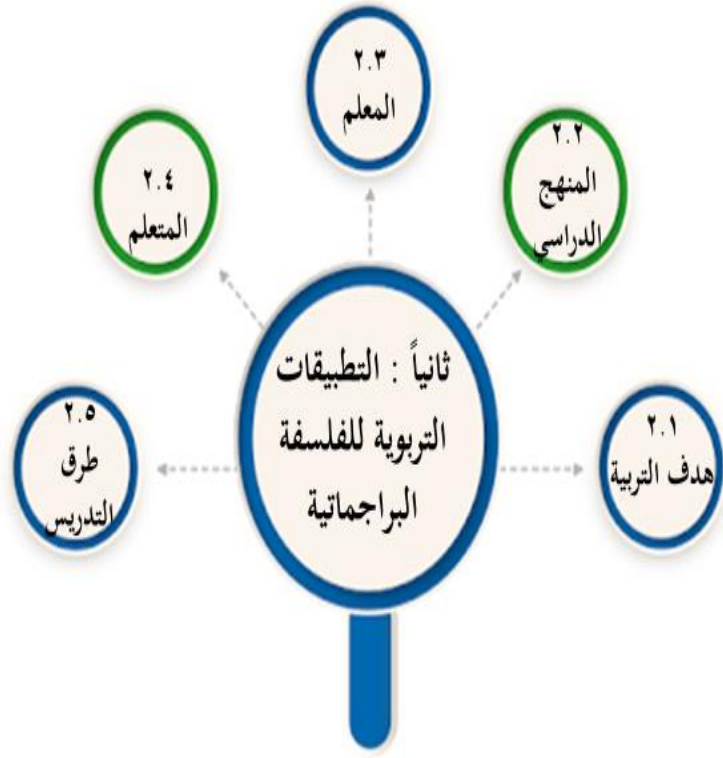 ثانياً : التطبيقات
التربوية للفلسفة
البراجماتية
٢.١
هدف التربية
٢.٢
المنهج
الدراسي
٢.٣
المعلم
٢.٤
المتعلم
٢.٥
طرق
التدريس